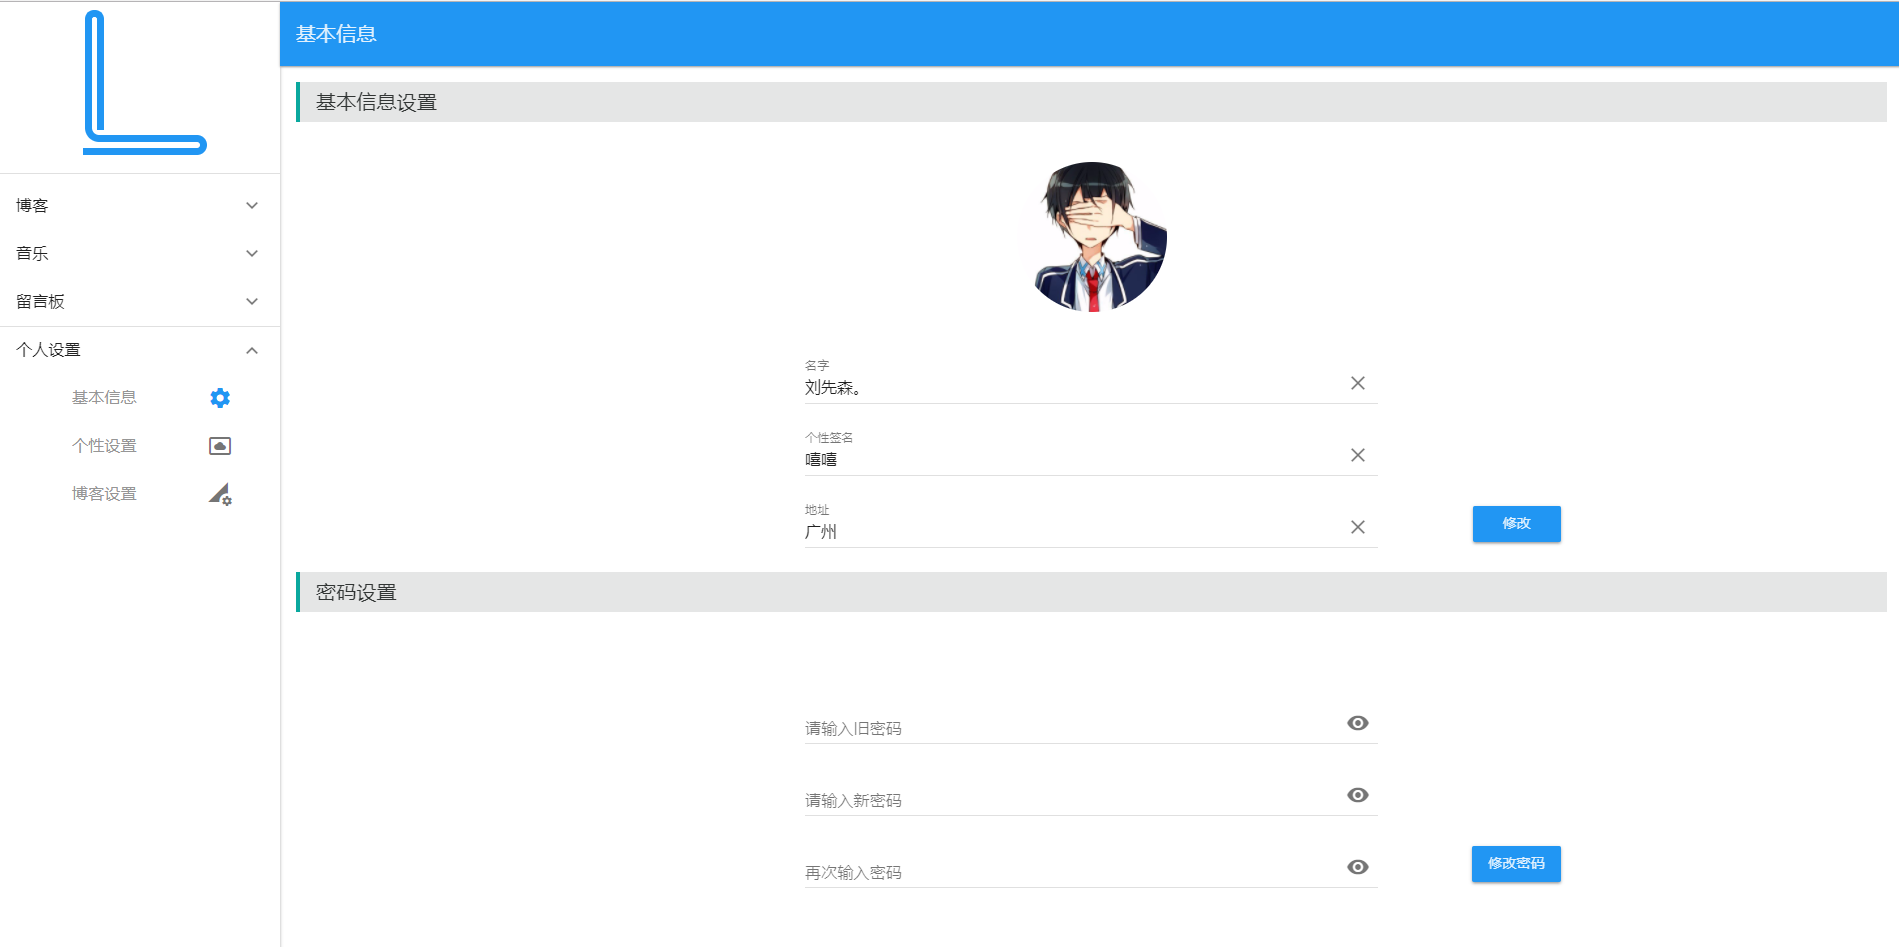 基本信息
博客
音乐
留言板
个人设置
基本信息
个性设置
博客设置
基本信息设置
名字
刘先森。
个性签名
嘻嘻
地址
广州
修改
密码设置
请输入旧密码
请输入新密码
再次输入密码
修改密码